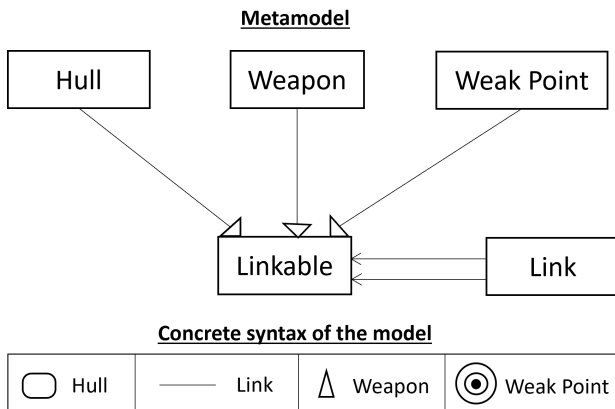 Metamodel
Hull Weapon Weak Point
Linkable Link
Concrete syntax of the model
Hull Link Weapon Weak Point